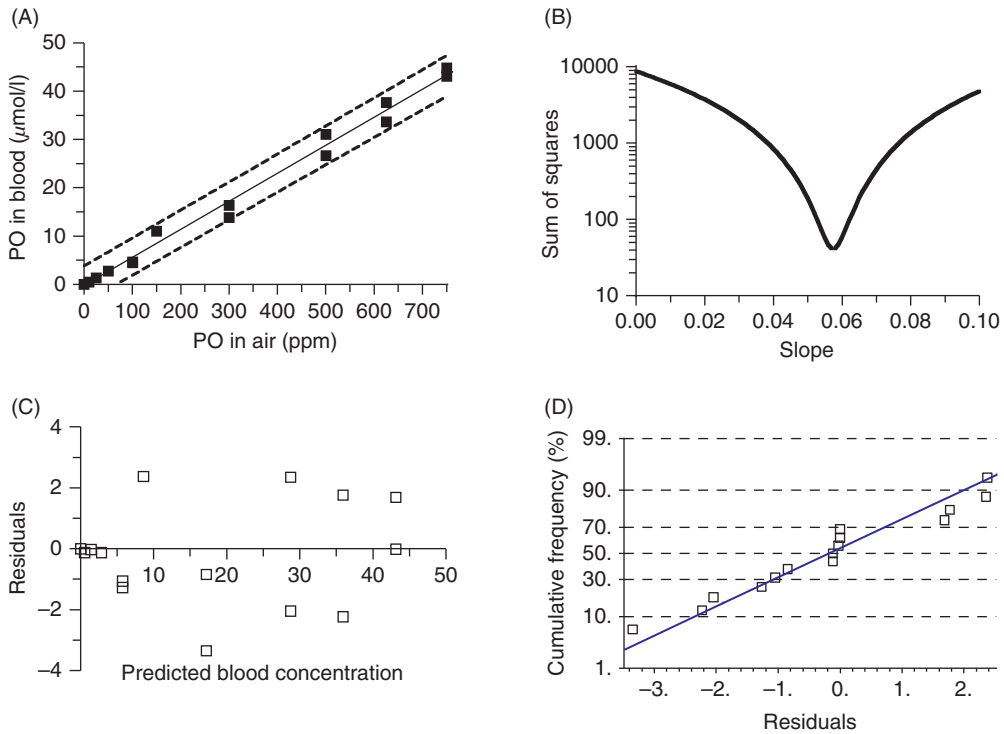 (A)
50
40
30
20
10
0
PO in blood (μmol/l)
0 100 200 300 400 500 600 700
PO in air (ppm)
(B)
10000
1000
100
10
Sum of squares
0.00 0.02 0.04 0.06 0.08 0.10
Slope
(C)
4
2
0
–2
–4
Residuals
10 20 30 40 50
Predicted blood concentration
(D)
99.
90.
70.
50.
30.
10.
1.
Cumulative frequency (%)
–3. –2. –1. 0. 1. 2.
Residuals